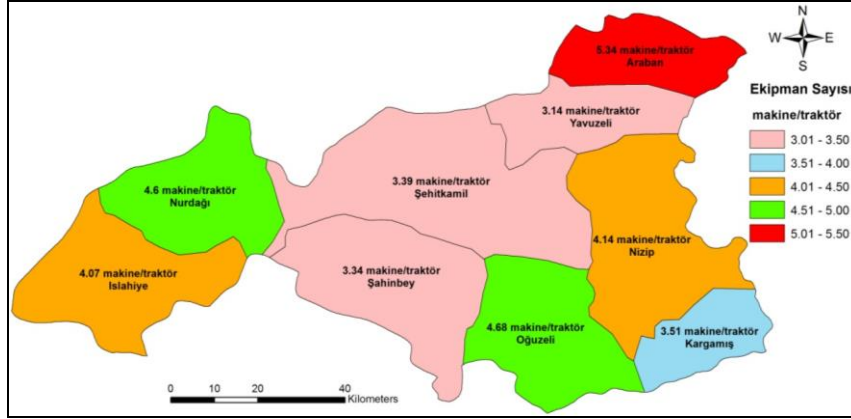 N
W E
S
5.34 makine/traktör
Araban
Ekipman Sayısı
makine/traktör
3.01 - 3.50
3.51 - 4.00
4.01 - 4.50
4.51 - 5.00
5.01 - 5.50
3.14 makine/traktör
Yavuzeli
3.39 makine/traktör
Şehitkamil
4.6 makine/traktör
Nurdağı
4.14 makine/traktör
Nizip
4.07 makine/traktör
Islahiye
3.34 makine/traktör
Şahinbey
4.68 makine/traktör
Oğuzeli
3.51 makine/traktör
Kargamış
0 10 20 40
Kilometers